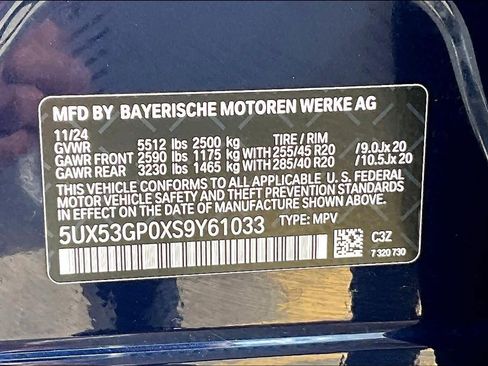 MFD BY BAYERISCHE MOTOREN WERKE AG
11/24
GVWR 5512 lbs 2500 kg TIRE / RIM
GAWR FRONT 2590 lbs 1175 kg WITH 255/45 R20 /9.0Jx20
GAWR REAR 3230 lbs 1465 kg WITH 285/40 R20 /10.5Jx20
THIS VEHICLE CONFORMS TO ALL APPLICABLE U. S. FEDERAL
MOTOR VEHICLE SAFETY, BUMPER, AND THEFT PREVENTION STANDARDS
IN EFFECT ON THE DATE OF MANUFACTURE SHOWN ABOVE.
5UX53GP0XS9Y61033 TYPE: MPV
C3Z
7 320 730